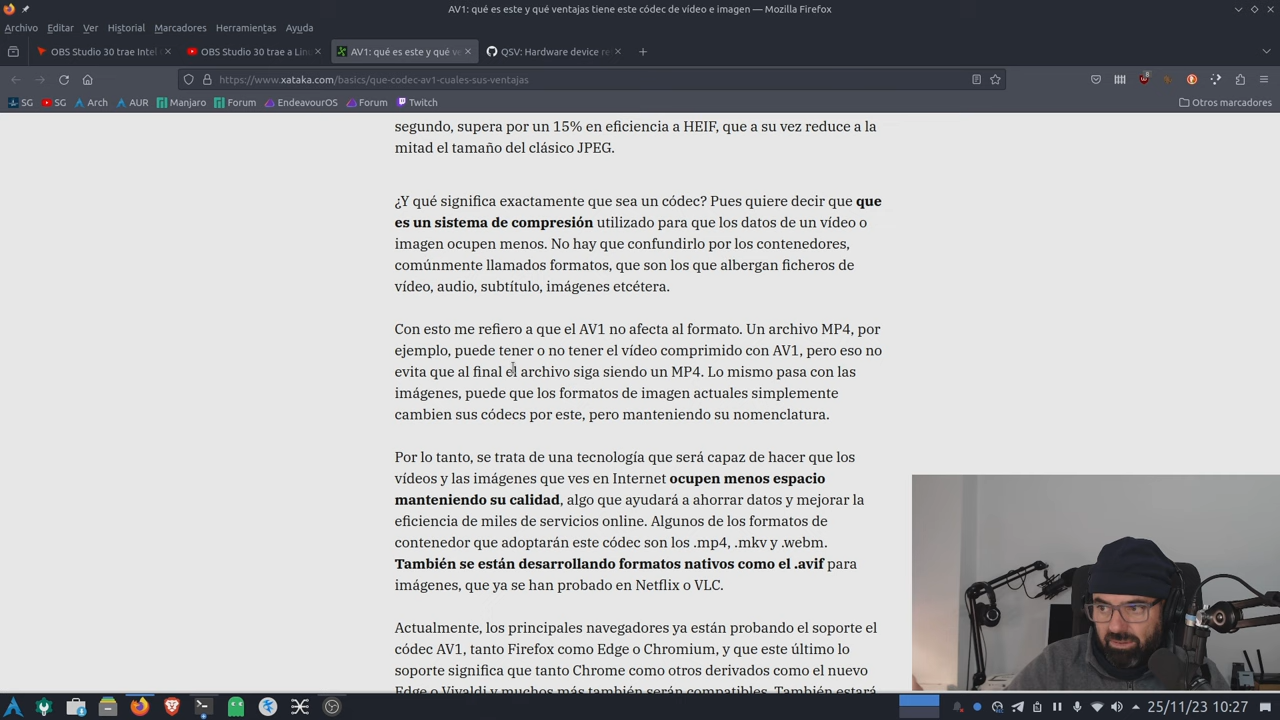 AV1: qué es este y qué ventajas tiene este códec de vídeo e imagen — Mozilla Firefox
Archivo Editar Ver Historial Marcadores Herramientas Ayuda
OBS Studio 30 trae Intel
OBS Studio 30 trae a Lin
AV1: qué es este y qué ve
QSV: Hardware device re
https://www.xataka.com/basics/que-codec-av1-cuales-sus-ventajas
8
SG SG Arch AUR Manjaro Forum EndeavourOS Forum Twitch Otros marcadores
segundo, supera por un 15% en eficiencia a HEIF, que a su vez reduce a la
mitad el tamaño del clásico JPEG.
¿Y qué significa exactamente que sea un códec? Pues quiere decir que que
es un sistema de compresión utilizado para que los datos de un vídeo o
imagen ocupen menos. No hay que confundirlo por los contenedores,
comúnmente llamados formatos, que son los que albergan ficheros de
vídeo, audio, subtítulo, imágenes etcétera.
Con esto me refiero a que el AV1 no afecta al formato. Un archivo MP4, por
ejemplo, puede tener o no tener el vídeo comprimido con AV1, pero eso no
evita que al final el archivo siga siendo un MP4. Lo mismo pasa con las
imágenes, puede que los formatos de imagen actuales simplemente
cambien sus códecs por este, pero manteniendo su nomenclatura.
Por lo tanto, se trata de una tecnología que será capaz de hacer que los
vídeos y las imágenes que ves en Internet ocupen menos espacio
manteniendo su calidad, algo que ayudará a ahorrar datos y mejorar la
eficiencia de miles de servicios online. Algunos de los formatos de
contenedor que adoptarán este códec son los .mp4, .mkv y .webm.
También se están desarrollando formatos nativos como el .avif para
imágenes, que ya se han probado en Netflix o VLC.
Actualmente, los principales navegadores ya están probando el soporte el
códec AV1, tanto Firefox como Edge o Chromium, y que este último lo
soporte significa que tanto Chrome como otros derivados como el nuevo
Edge o Vivaldi y muchos más también serán compatibles. También estará
25/11/23 10:27